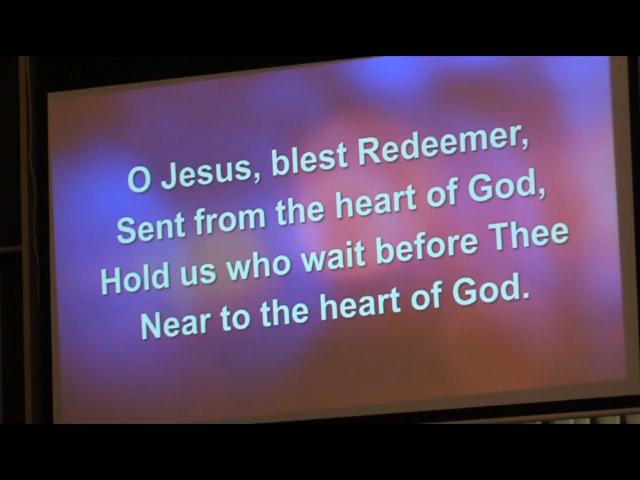 O Jesus, blest Redeemer,
Sent from the heart of God,
Hold us who wait before Thee
Near to the heart of God.